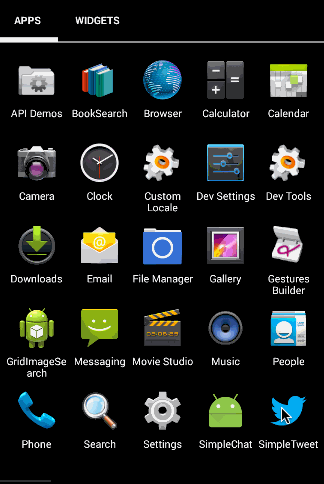 APPS WIDGETS
API Demos BookSearch Browser Calculator Calendar
Camera Clock Custom Locale Dev Settings Dev Tools
Downloads Email File Manager Gallery Gestures Builder
GridImageSearch Messaging Movie Studio Music People
Phone Search Settings SimpleChat SimpleTweet